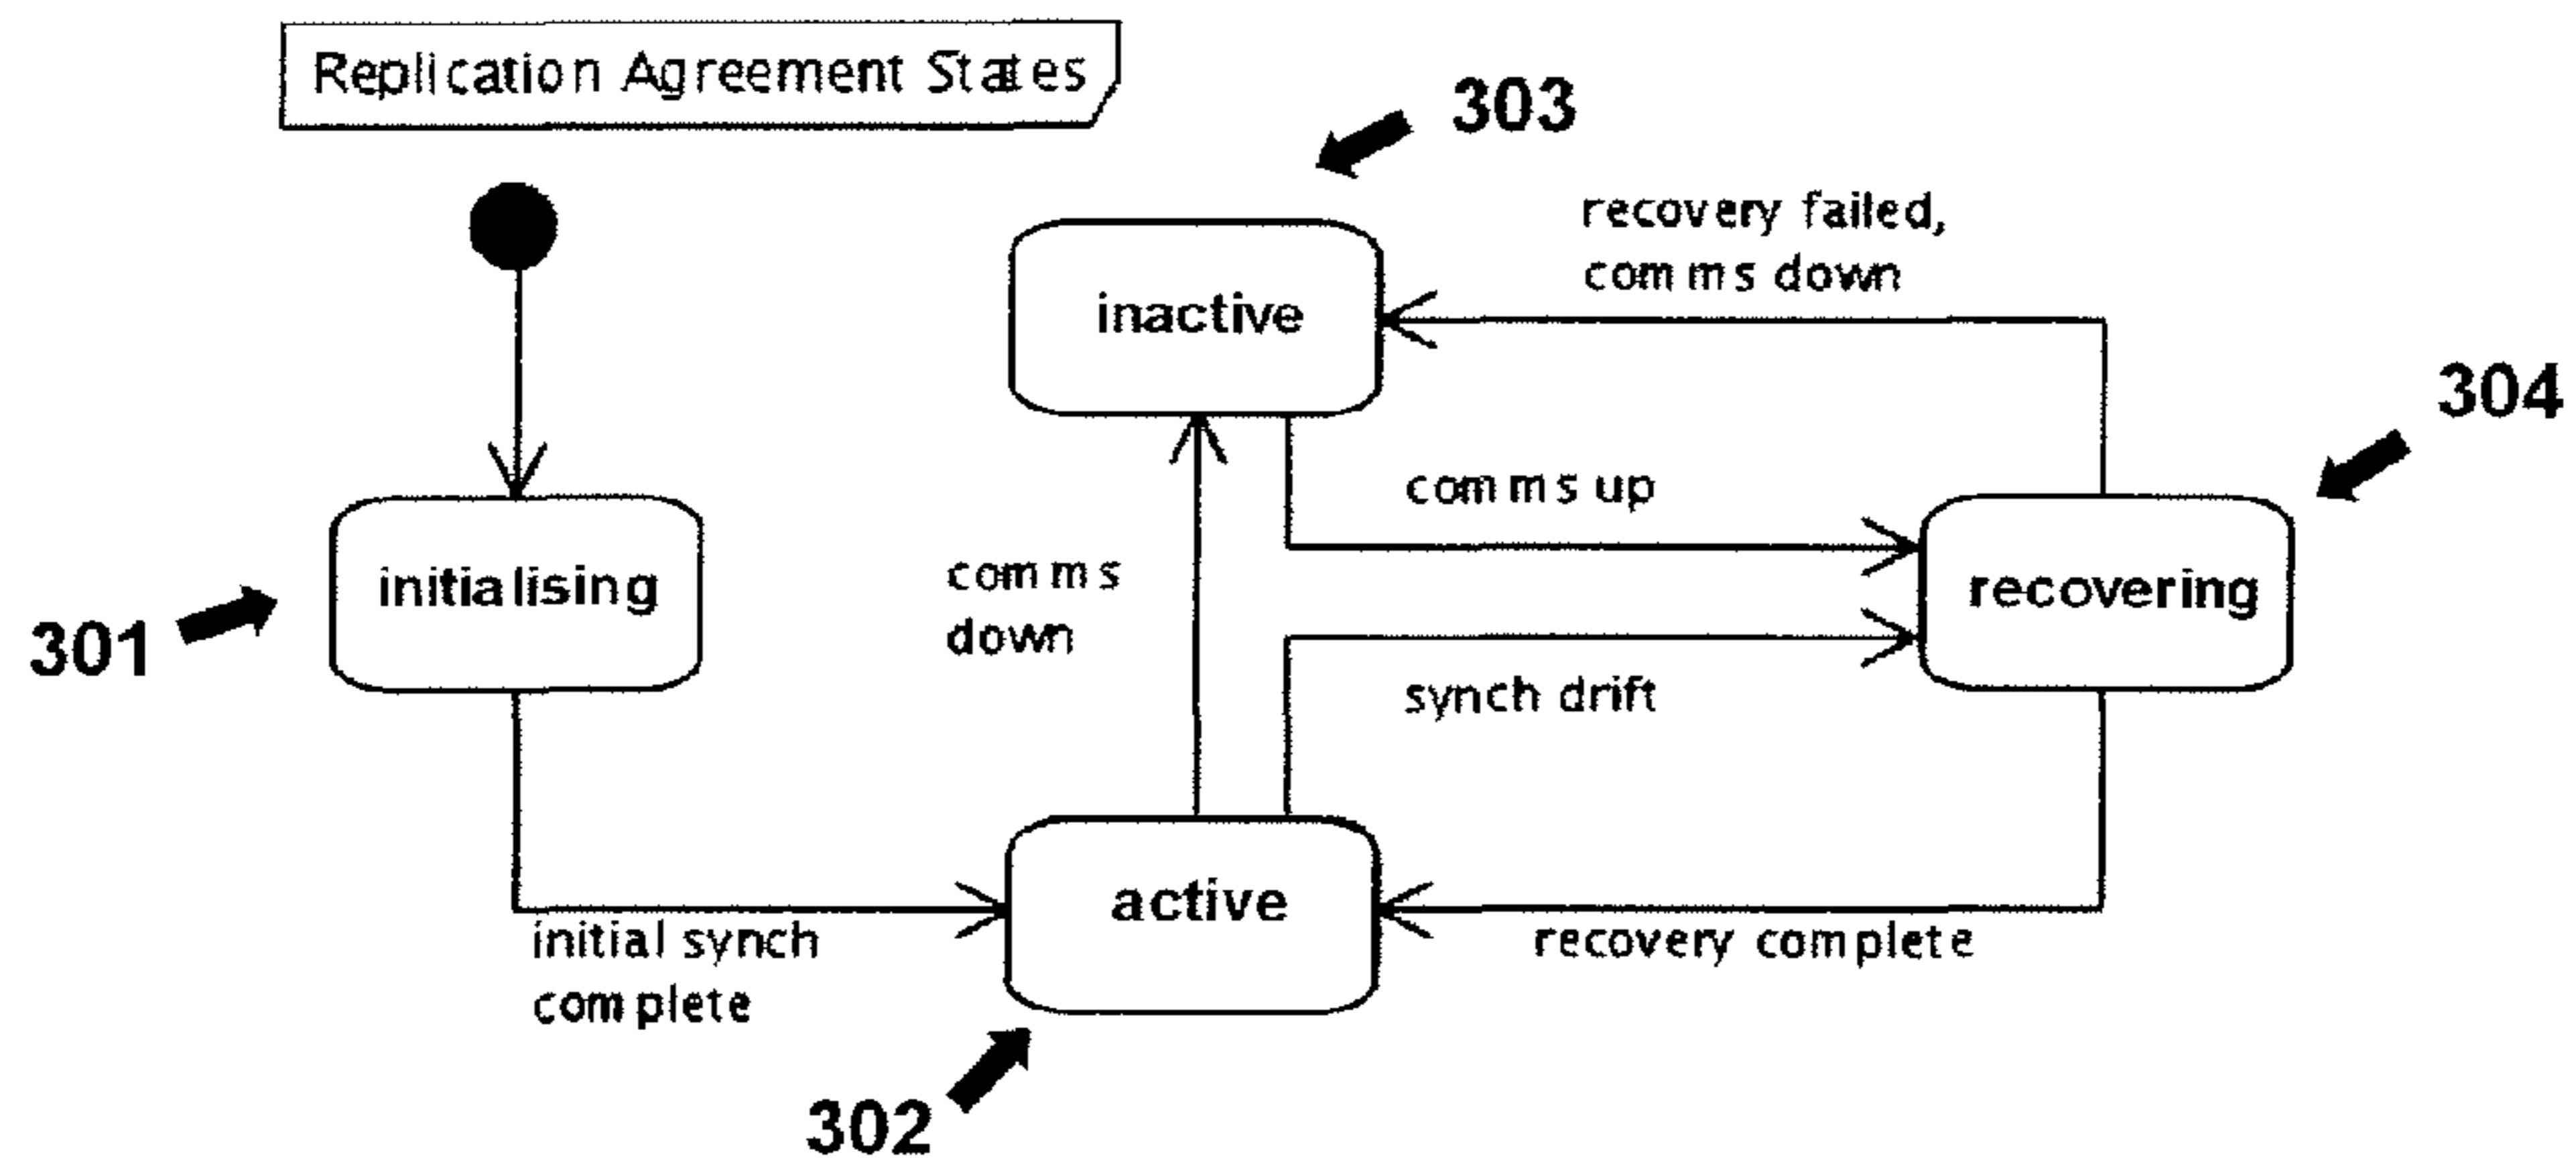 Replication Agreement States
303
recovery failed,
comms down
inactive
304
comms up
comms
down
initialising
recovering
301
synch drift
active
initial synch
complete
recovery complete
302